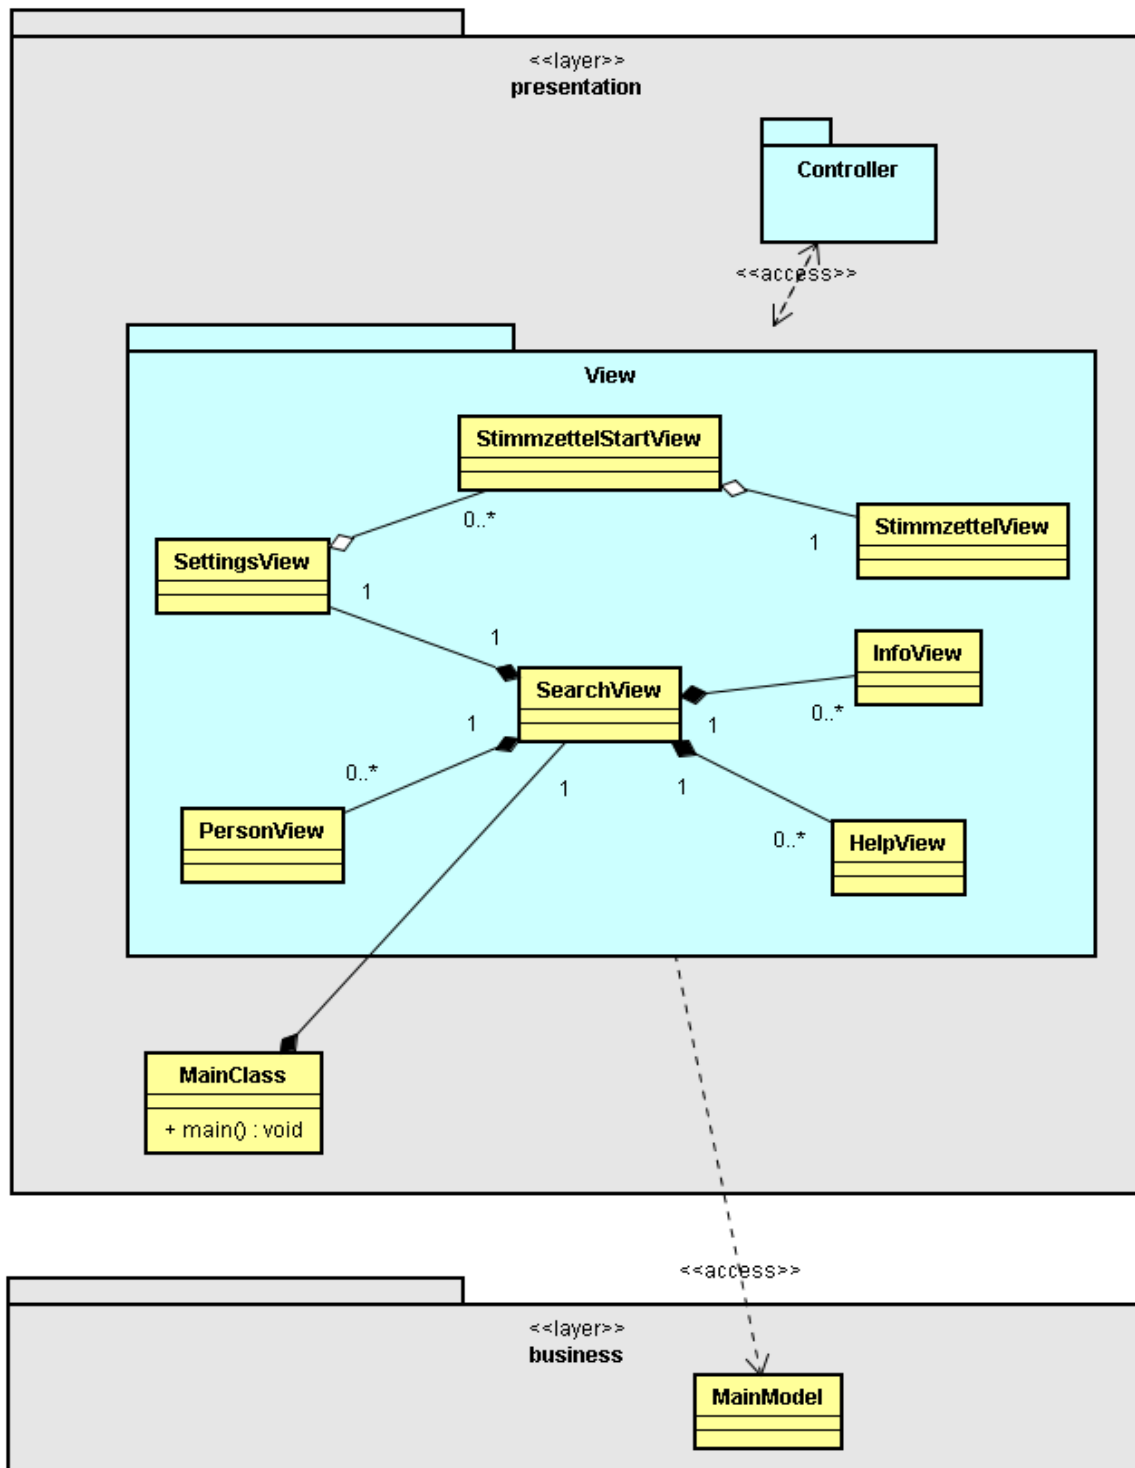 <<layer>>
presentation
Controller
<<access>>
View
StimmzettelStartView
0..*
StimmzettelView
1
SettingsView
1
1
InfoView
SearchView
0..*
1
1
0..*
1
1
PersonView
HelpView
0..*
MainClass
+ main() : void
<<access>>
<<layer>>
business
MainModel